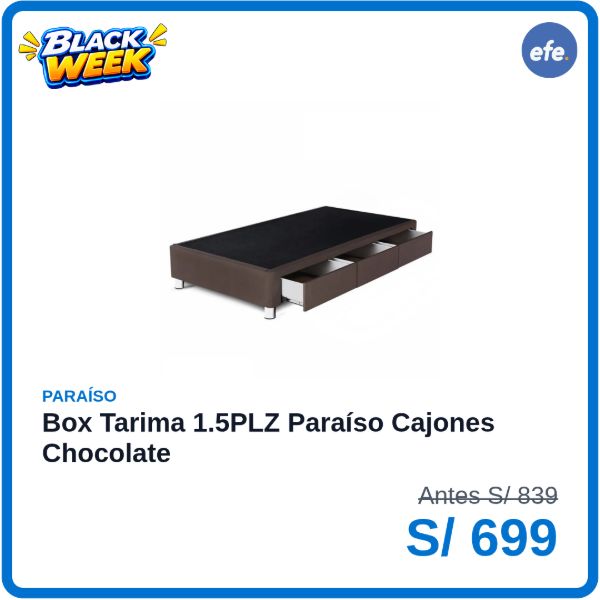 BLACK
WEEK
efe.
PARAÍSO
Box Tarima 1.5PLZ Paraíso Cajones
Chocolate
Antes S/ 839
S/ 699